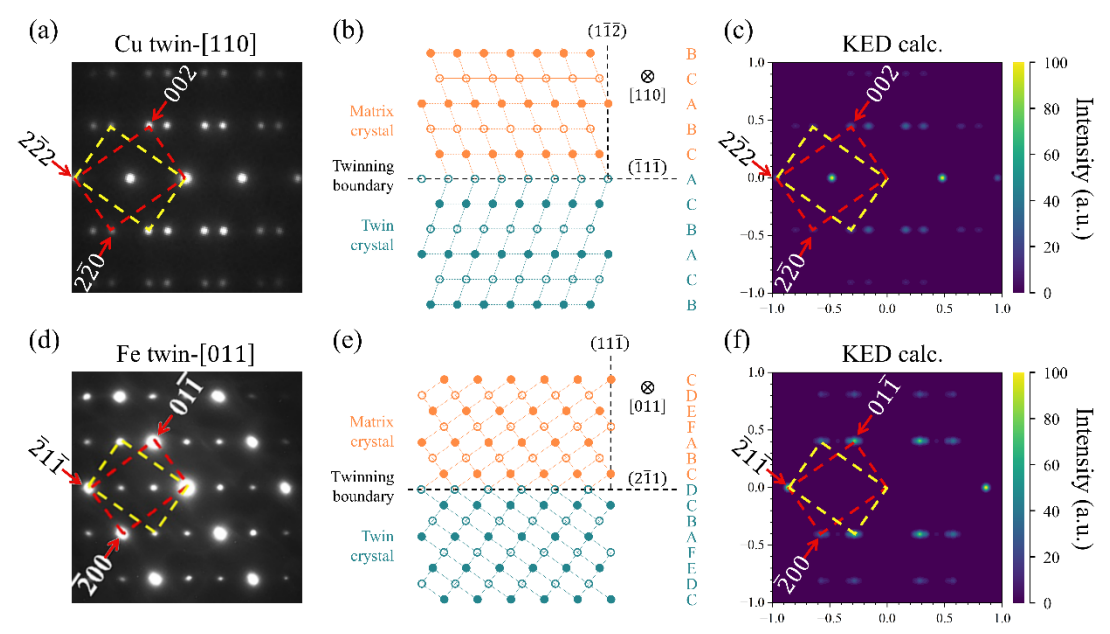 (a)
Cu twin-[110]
002
22̄2
22̄0
(b)
(11̄2̄)
⊗
[110]
Matrix
crystal
Twinning
boundary
(1̄11̄)
Twin
crystal
B
C
A
B
C
A
C
B
A
C
B
(c)
KED calc.
002
22̄2
22̄0
1.0
0.5
0.0
−0.5
−1.0
−1.0
−0.5
0.0
0.5
1.0
100
80
60
40
20
0
Intensity (a.u.)
(d)
Fe twin-[011]
011̄
2̄11̄
2̄00
(e)
(111̄)
⊗
[011]
Matrix
crystal
Twinning
boundary
(21̄1)
Twin
crystal
C
D
E
F
A
B
C
D
C
B
A
F
E
D
C
(f)
KED calc.
011̄
2̄11̄
2̄00
1.0
0.5
0.0
−0.5
−1.0
−1.0
−0.5
0.0
0.5
1.0
100
80
60
40
20
0
Intensity (a.u.)